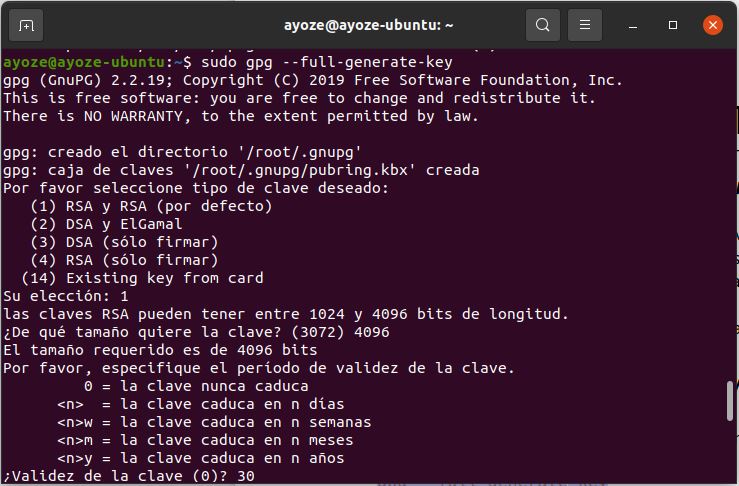 ayoze@ayoze-ubuntu: ~
ayoze@ayoze-ubuntu:~$ sudo gpg --full-generate-key
gpg (GnuPG) 2.2.19; Copyright (C) 2019 Free Software Foundation, Inc.
This is free software: you are free to change and redistribute it.
There is NO WARRANTY, to the extent permitted by law.
gpg: creado el directorio '/root/.gnupg'
gpg: caja de claves '/root/.gnupg/pubring.kbx' creada
Por favor seleccione tipo de clave deseado:
(1) RSA y RSA (por defecto)
(2) DSA y ElGamal
(3) DSA (sólo firmar)
(4) RSA (sólo firmar)
(14) Existing key from card
Su elección: 1
las claves RSA pueden tener entre 1024 y 4096 bits de longitud.
¿De qué tamaño quiere la clave? (3072) 4096
El tamaño requerido es de 4096 bits
Por favor, especifique el período de validez de la clave.
0 = la clave nunca caduca
<n>  = la clave caduca en n días
<n>w = la clave caduca en n semanas
<n>m = la clave caduca en n meses
<n>y = la clave caduca en n años
¿Validez de la clave (0)? 30